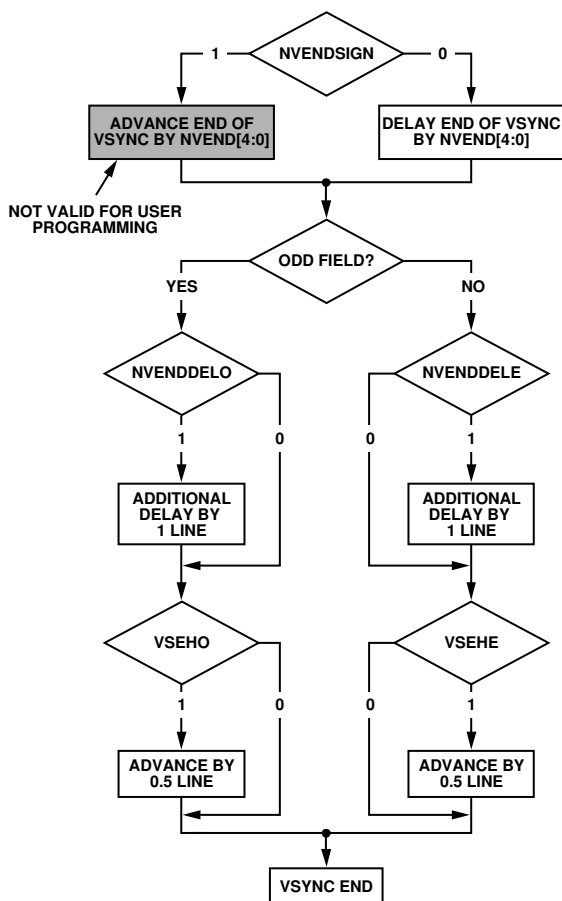 NVENDSIGN
1
0
ADVANCE END OF
VSYNC BY NVEND[4:0]
DELAY END OF VSYNC
BY NVEND[4:0]
NOT VALID FOR USER
PROGRAMMING
ODD FIELD?
YES
NO
NVENDDELO
NVENDDELE
1
0
0
1
ADDITIONAL
DELAY BY
1 LINE
ADDITIONAL
DELAY BY
1 LINE
VSEHO
VSEHE
1
0
0
1
ADVANCE BY
0.5 LINE
ADVANCE BY
0.5 LINE
VSYNC END